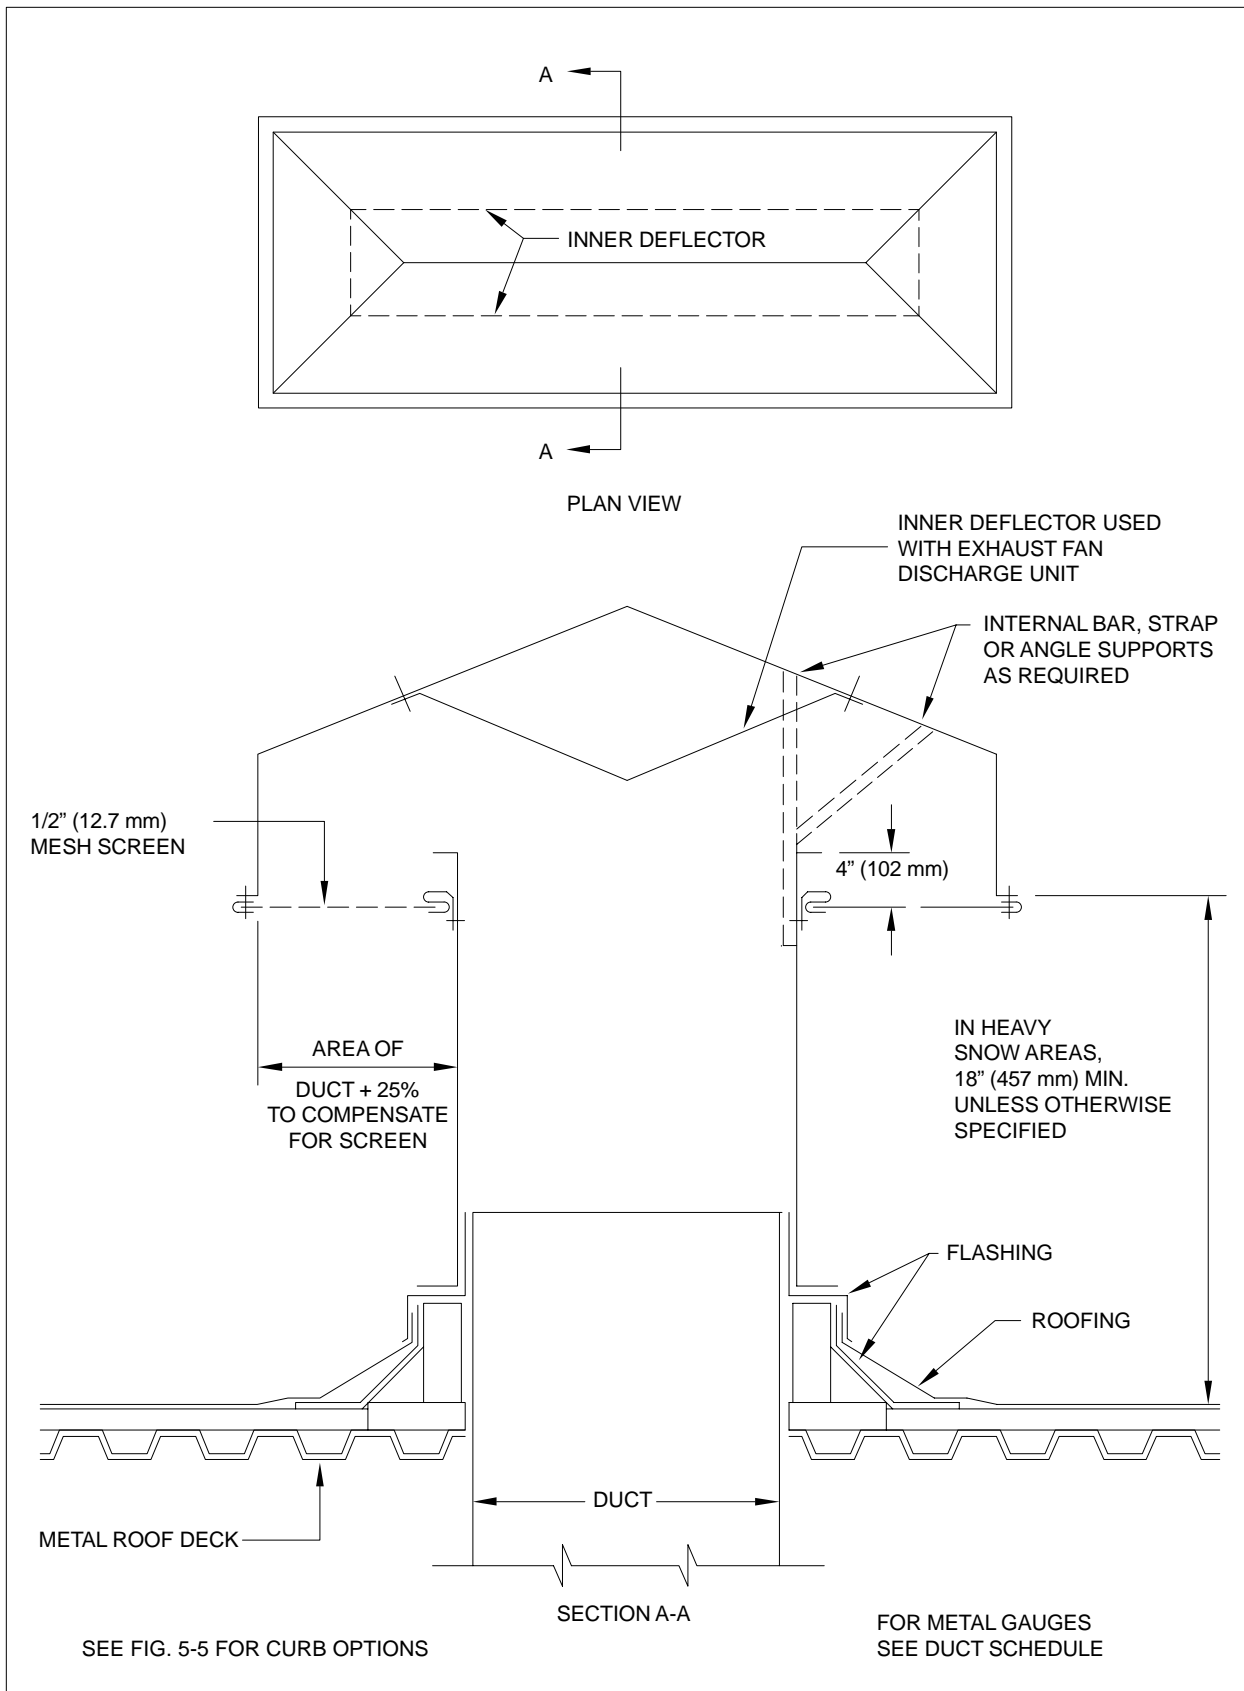 A
INNER DEFLECTOR
A
PLAN VIEW
INNER DEFLECTOR USED
WITH EXHAUST FAN
DISCHARGE UNIT
INTERNAL BAR, STRAP
OR ANGLE SUPPORTS
AS REQUIRED
1/2” (12.7 mm)
MESH SCREEN
4” (102 mm)
AREA OF
DUCT + 25%
TO COMPENSATE
FOR SCREEN
IN HEAVY
SNOW AREAS,
18” (457 mm) MIN.
UNLESS OTHERWISE
SPECIFIED
FLASHING
ROOFING
DUCT
METAL ROOF DECK
SECTION A-A
SEE FIG. 5-5 FOR CURB OPTIONS
FOR METAL GAUGES
SEE DUCT SCHEDULE